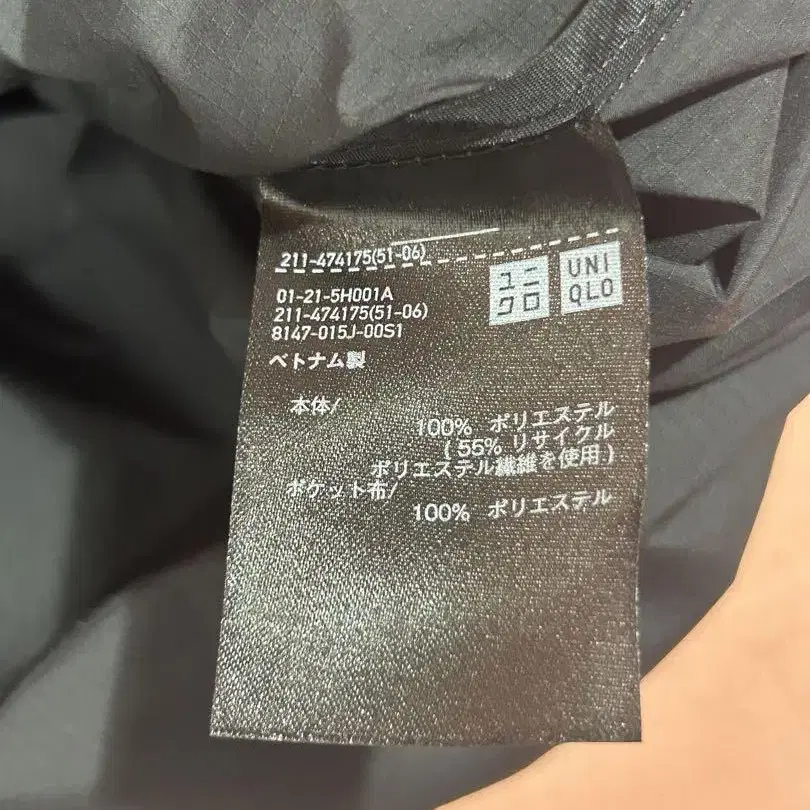 211-474175(51-06)
ユニ
クロ
UNI
QLO
01-21-5H001A
211-474175(51-06)
8147-015J-00S1
ベトナム製
本体/
100% ポリエステル
( 55% リサイクル
ポリエステル繊維を使用 )
ポケット布/
100% ポリエステル